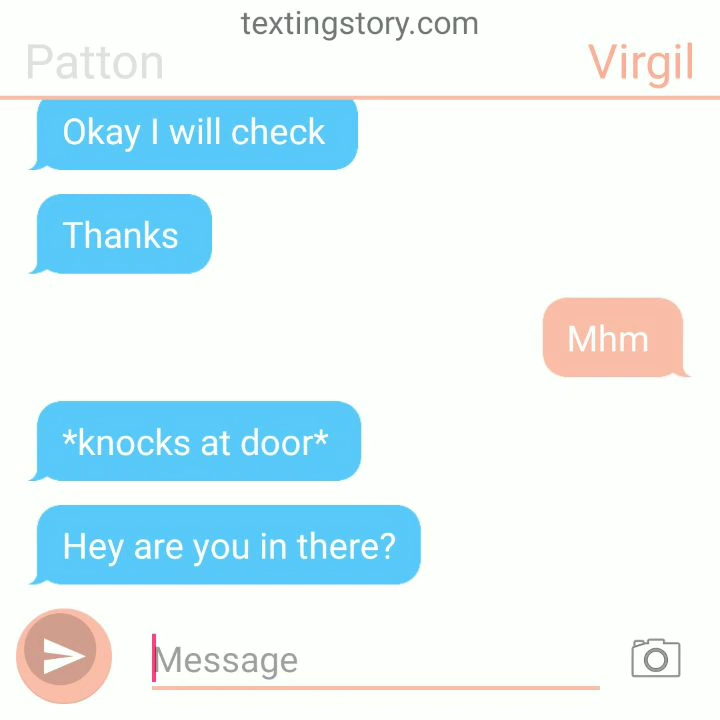 textingstory.com
Patton
Virgil
Okay I will check
Thanks
Mhm
*knocks at door*
Hey are you in there?
Message